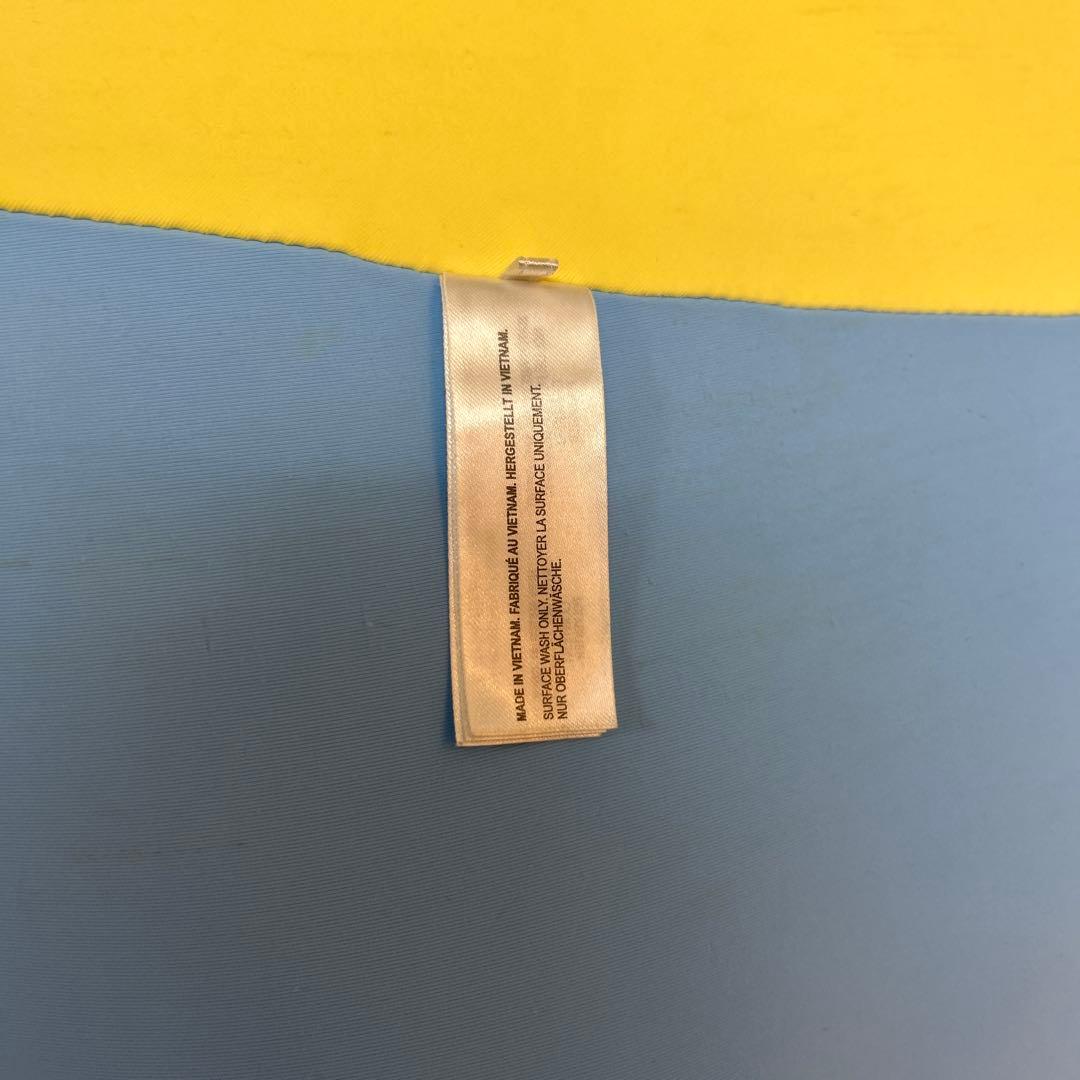 MADE IN VIETNAM. FABRIQUÉ AU VIETNAM. HERGESTELLT IN VIETNAM.
SURFACE WASH ONLY. NETTOYER LA SURFACE UNIQUEMENT.
NUR OBERFLÄCHENWÄSCHE.